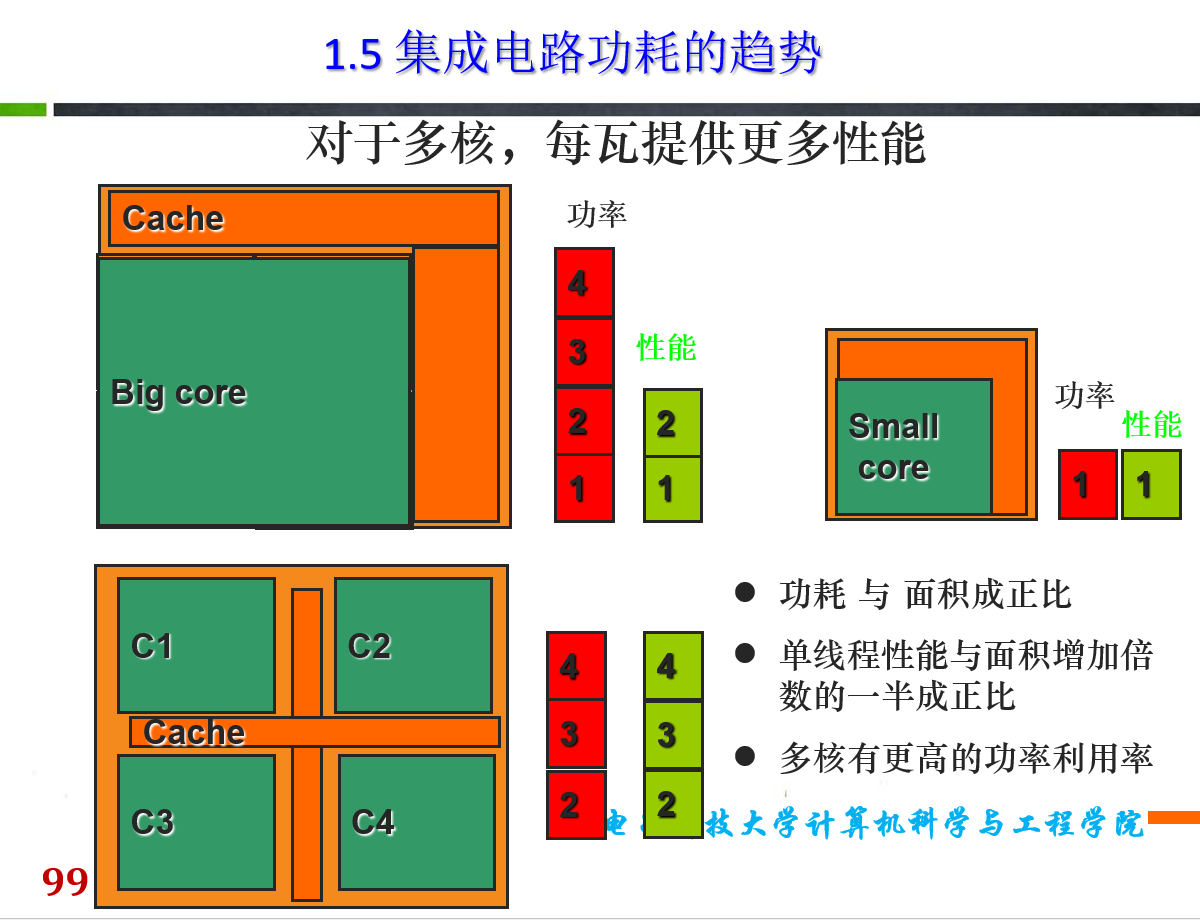 1.5 集成电路功耗的趋势
对于多核，每瓦提供更多性能
Cache
功率
4
3
性能
Big core
2
2
1
1
Small
core
功率
性能
1
1
C1
C2
Cache
C3
C4
4
4
3
3
2
2
● 功耗 与 面积成正比
● 单线程性能与面积增加倍
数的一半成正比
● 多核有更高的功率利用率
电 技大学计算机科学与工程学院
99